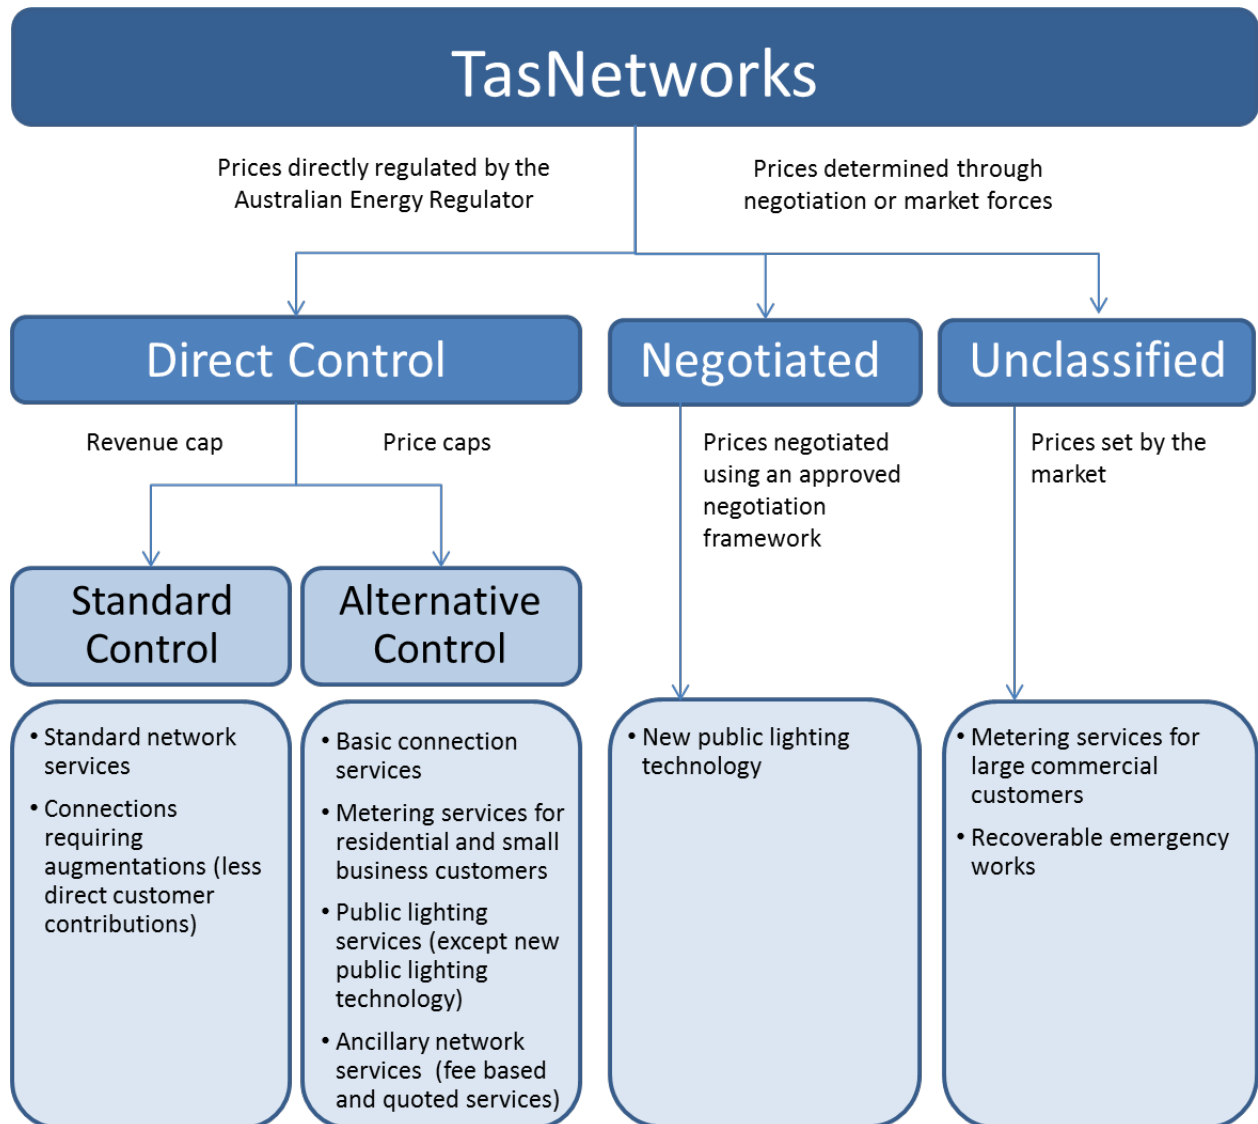 TasNetworks
Prices directly regulated by the
Australian Energy Regulator
Prices determined through
negotiation or market forces
Direct Control
Negotiated
Unclassified
Revenue cap
Price caps
Prices negotiated
using an approved
negotiation
framework
Prices set by the
market
Standard
Control
Alternative
Control
• Standard network
services
• Connections
requiring
augmentations (less
direct customer
contributions)
• Basic connection
services
• Metering services for
residential and small
business customers
• Public lighting
services (except new
public lighting
technology)
• Ancillary network
services (fee based
and quoted services)
• New public lighting
technology
• Metering services for
large commercial
customers
• Recoverable emergency
works